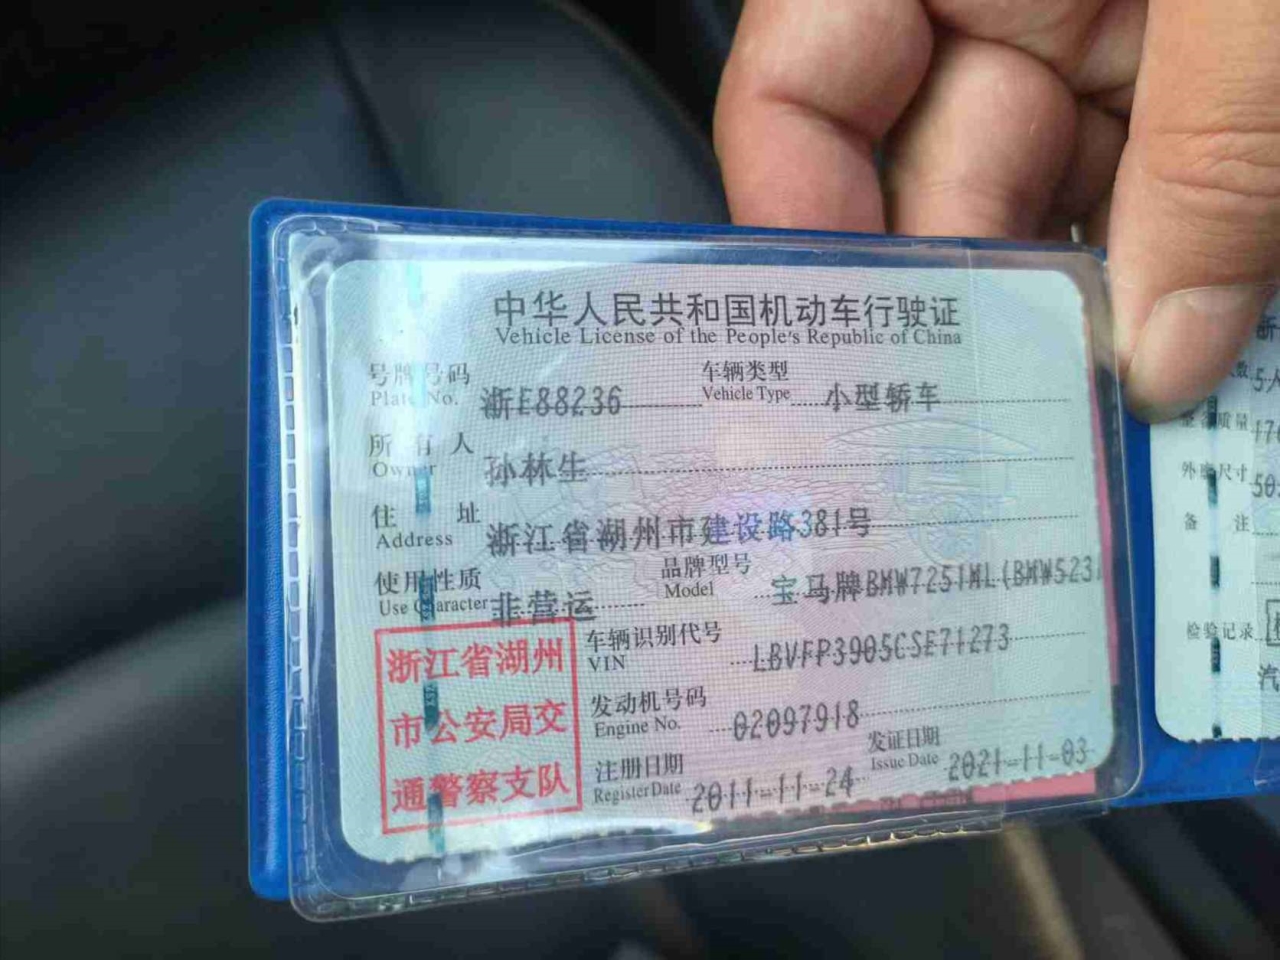 中华人民共和国机动车行驶证
Vehicle License of the People's Republic of China
号牌号码 浙E88236 车辆类型 小型轿车
Plate No. Vehicle Type
所有人 孙林生
Owner
住址 浙江省湖州市建设路381号
Address
使用性质 非营运 品牌型号 宝马牌BMW7251ML(BMW523
Use Character Model
浙江省湖州
市公安局交
通警察支队
车辆识别代号 LBVFP3905CSE71273
VIN
发动机号码 02097918
Engine No.
注册日期 2011-11-24 发证日期 2021-11-03
Register Date Issue Date
5人
质量
外廓尺寸
备注
检验记录
汽